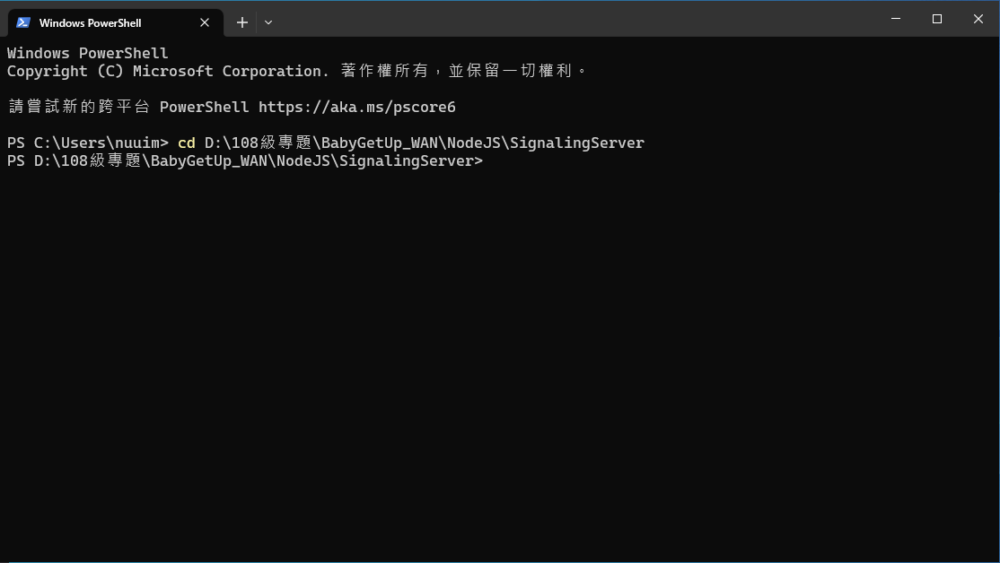 Windows PowerShell
Windows PowerShell
Copyright (C) Microsoft Corporation. 著作權所有，並保留一切權利。
請嘗試新的跨平台 PowerShell https://aka.ms/pscore6
PS C:\Users\nuuim> cd D:\108級專題\BabyGetUp_WAN\NodeJS\SignalingServer
PS D:\108級專題\BabyGetUp_WAN\NodeJS\SignalingServer>